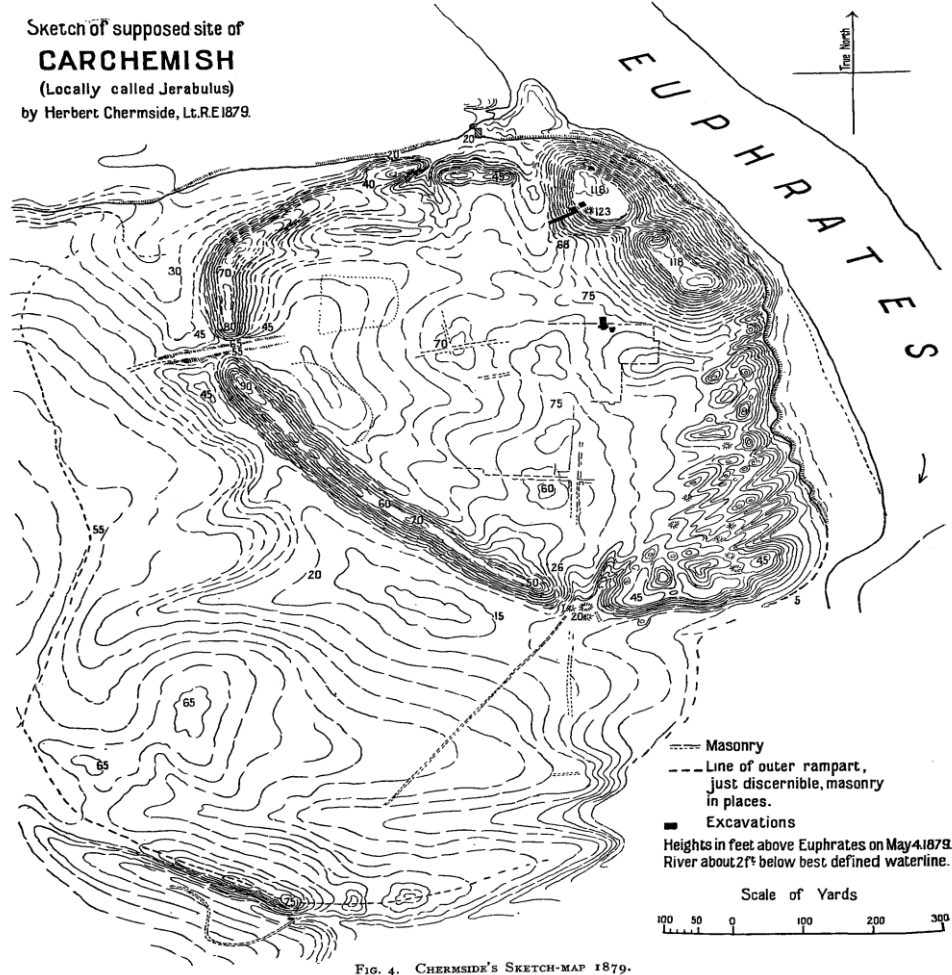 Sketch of supposed site of
CARCHEMISH
(Locally called Jerabulus)
by Herbert Chermside, Lt.R.E 1879.
True North
EUPHRATES
20
20
40
45
116
123
68
118
30
70
75
45
80
45
55
70
90
45
75
60
60
70
55
20
26
50
15
20
45
45
5
65
65
75
Masonry
Line of outer rampart,
just discernible, masonry
in places.
Excavations
Heights in feet above Euphrates on May 4.1879.
River about 2ft below best defined waterline.
Scale of Yards
100 50 0 100 200 300
FIG. 4. CHERMSIDE'S SKETCH-MAP 1879.